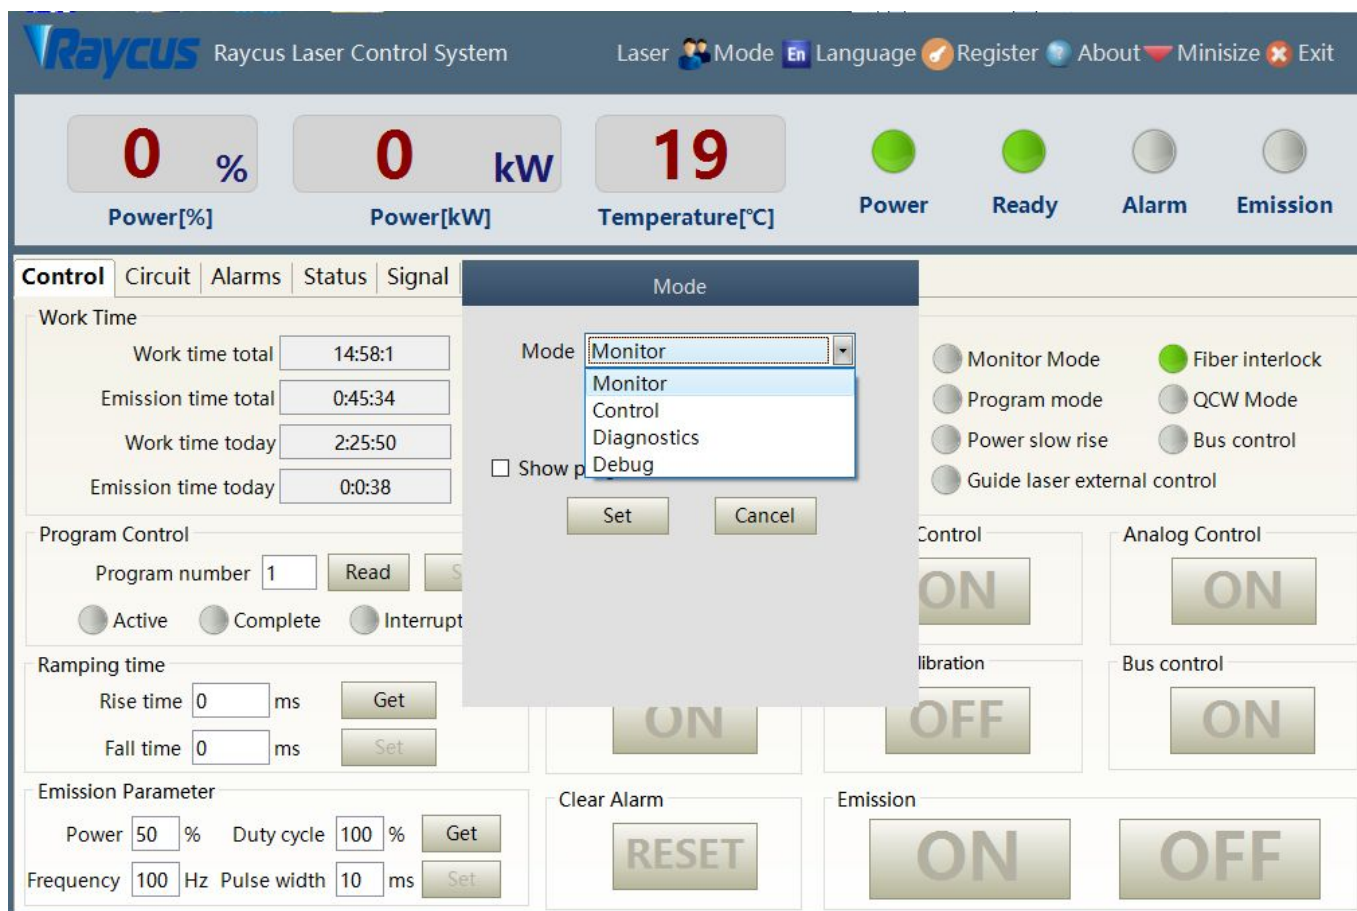 Raycus Raycus Laser Control System Laser Mode En Language Register ? About Minisize Exit
0 % 0 kW 19
Power[%] Power[kW] Temperature[℃] Power Ready Alarm Emission
Control Circuit Alarms Status Signal
Mode
Work Time
Work time total 14:58:1
Emission time total 0:45:34
Work time today 2:25:50
Emission time today 0:0:38
Mode Monitor
Monitor
Control
Diagnostics
Debug
Show
Set Cancel
Monitor Mode Fiber interlock
Program mode QCW Mode
Power slow rise Bus control
Guide laser external control
Program Control
Program number 1 Read
Active Complete Interrupt
Control
ON
Analog Control
ON
Ramping time
Rise time 0 ms Get
Fall time 0 ms Set
ON
OFF
Bus control
ON
Emission Parameter
Power 50 % Duty cycle 100 % Get
Frequency 100 Hz Pulse width 10 ms Set
Clear Alarm
RESET
Emission
ON OFF